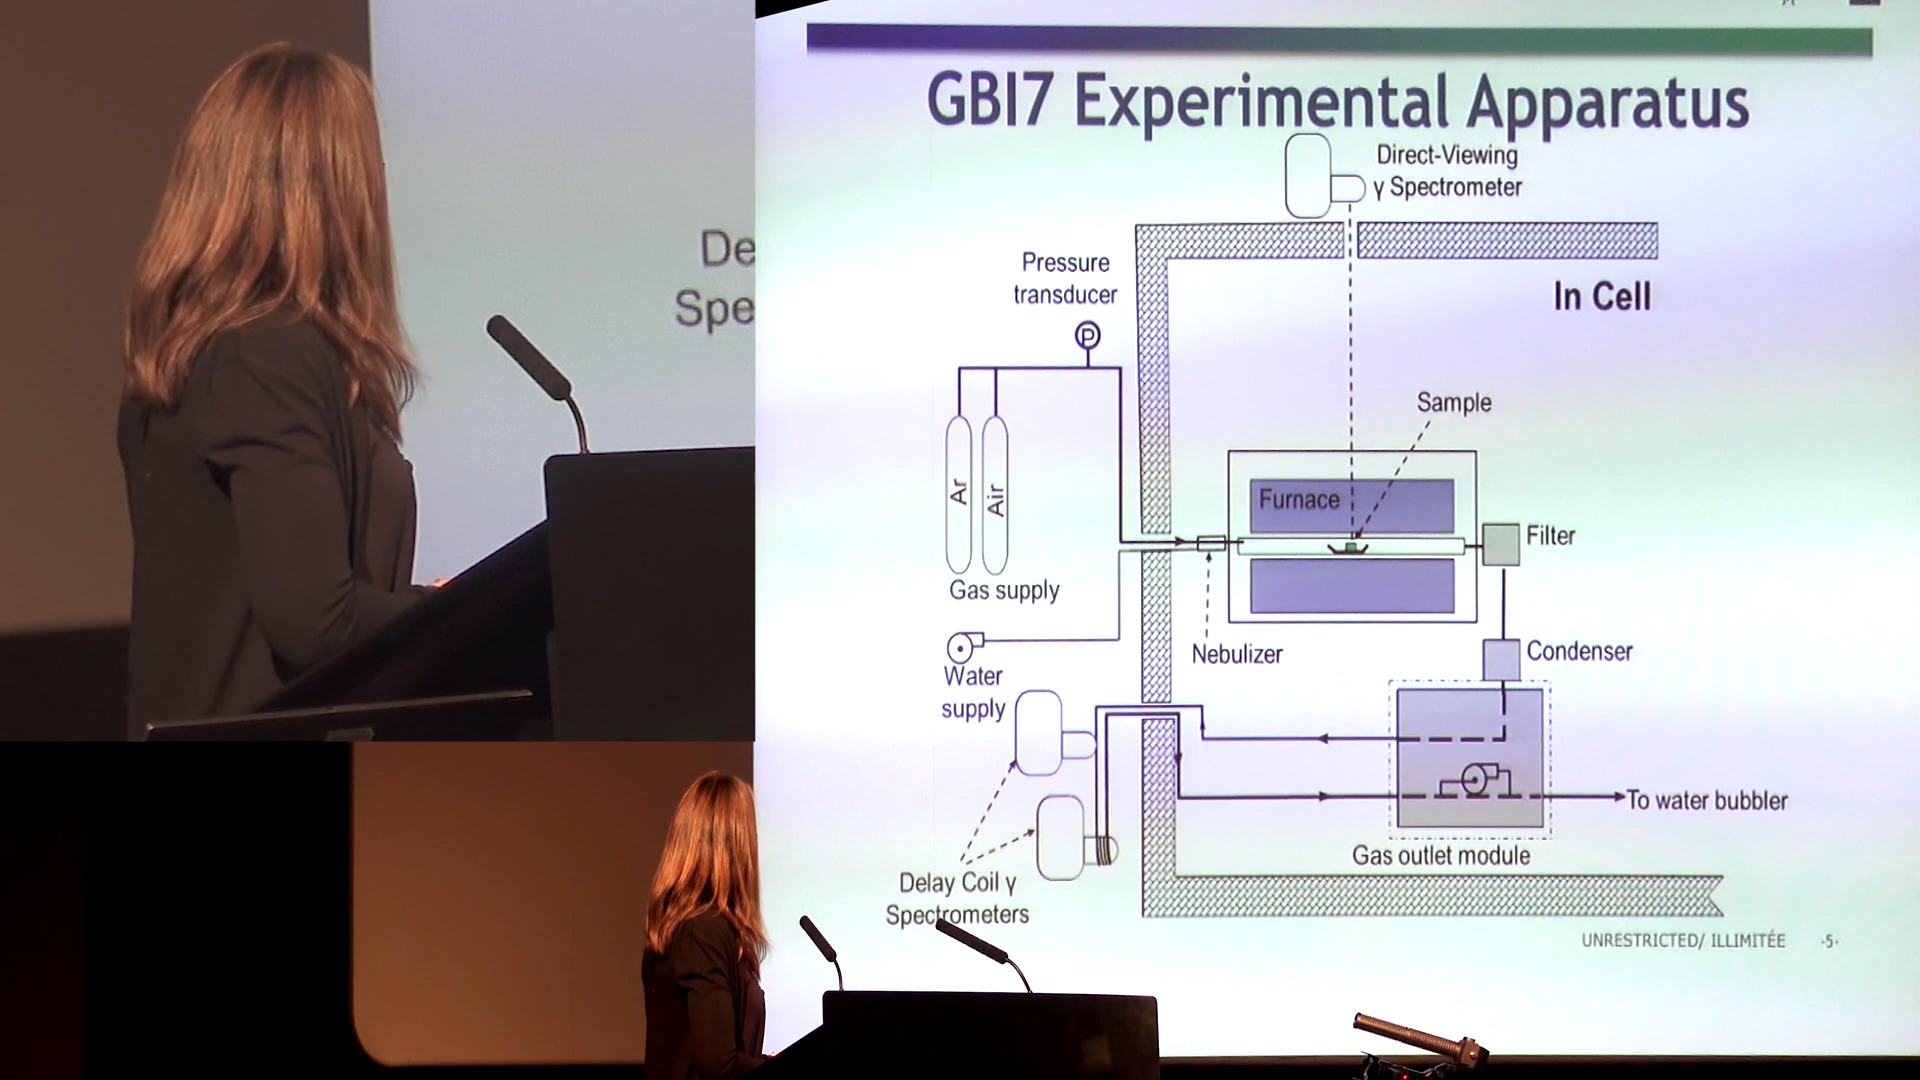 GBI7 Experimental Apparatus
Direct-Viewing
γ Spectrometer
In Cell
Pressure
transducer
P
Sample
Ar
Air
Furnace
Filter
Gas supply
Nebulizer
Condenser
Water
supply
To water bubbler
Gas outlet module
Delay Coil γ
Spectrometers
UNRESTRICTED/ ILLIMITÉE
-5-
De
Spe